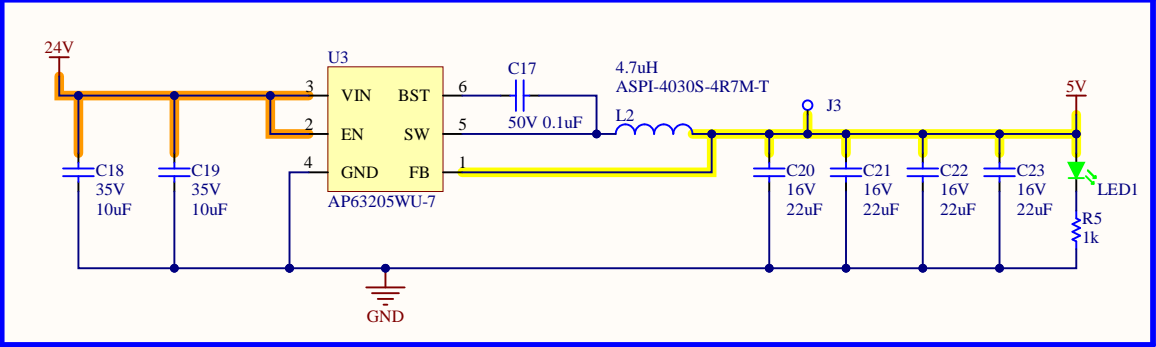 24V
U3
3
VIN
BST
6
2
EN
SW
5
4
GND
FB
1
AP63205WU-7
C17
50V 0.1uF
4.7uH
ASPI-4030S-4R7M-T
L2
J3
5V
C18
35V
10uF
C19
35V
10uF
C20
16V
22uF
C21
16V
22uF
C22
16V
22uF
C23
16V
22uF
LED1
R5
1k
GND